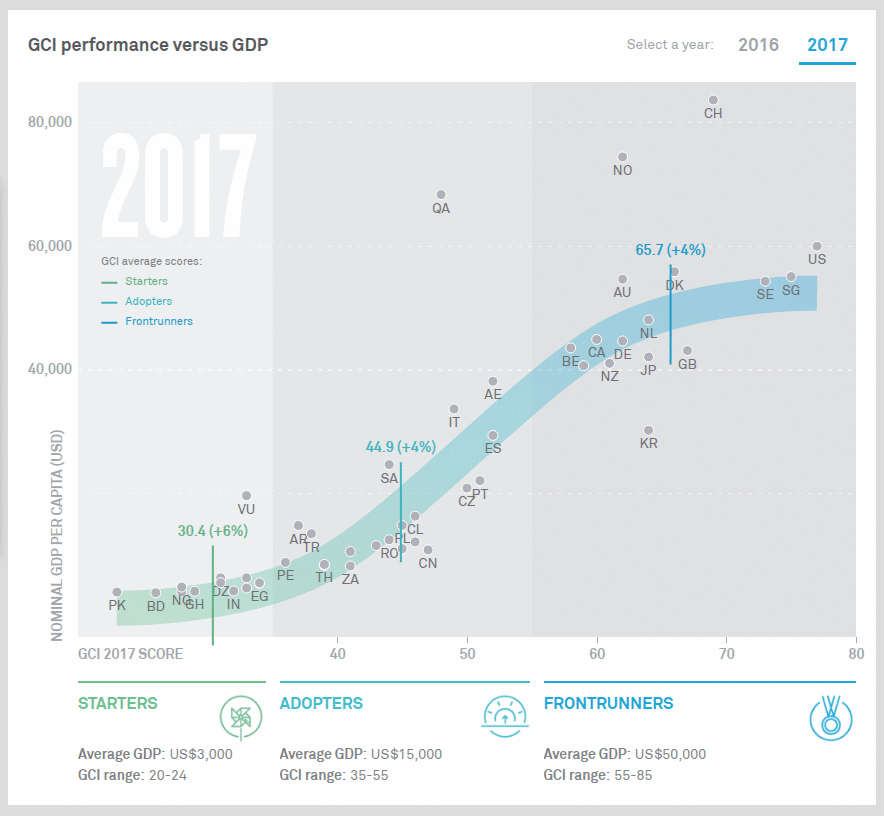 GCI performance versus GDP
Select a year: 2016 2017
80,000
60,000
40,000
NOMINAL GDP PER CAPITA (USD)
2017
GCI average scores:
Starters
Adopters
Frontrunners
CH
NO
QA
65.7 (+4%)
US
AU
DK
SE
SG
NL
BE
CA
DE
NZ
JP
GB
AE
IT
KR
44.9 (+4%)
ES
SA
CZ
PT
VU
30.4 (+6%)
AR
TR
CL
PL
RO
CN
PE
TH
ZA
PK
BD
NG
GH
DZ
IN
EG
GCI 2017 SCORE
40
50
60
70
80
STARTERS
Average GDP: US$3,000
GCI range: 20-24
ADOPTERS
Average GDP: US$15,000
GCI range: 35-55
FRONTRUNNERS
Average GDP: US$50,000
GCI range: 55-85